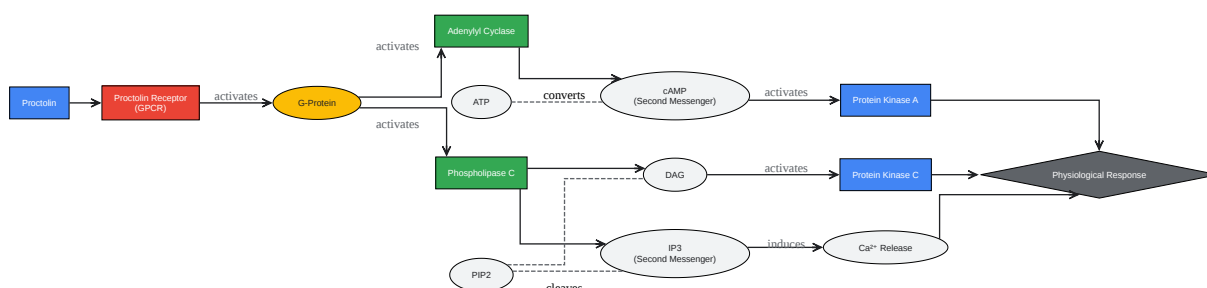 Adenylyl Cyclase
activates
Proctolin
Proctolin Receptor
(GPCR)
activates
G-Protein
ATP
converts
cAMP
(Second Messenger)
activates
Protein Kinase A
activates
Phospholipase C
DAG
activates
Protein Kinase C
Physiological Response
IP3
(Second Messenger)
induces
Ca²⁺ Release
PIP2
cleaves